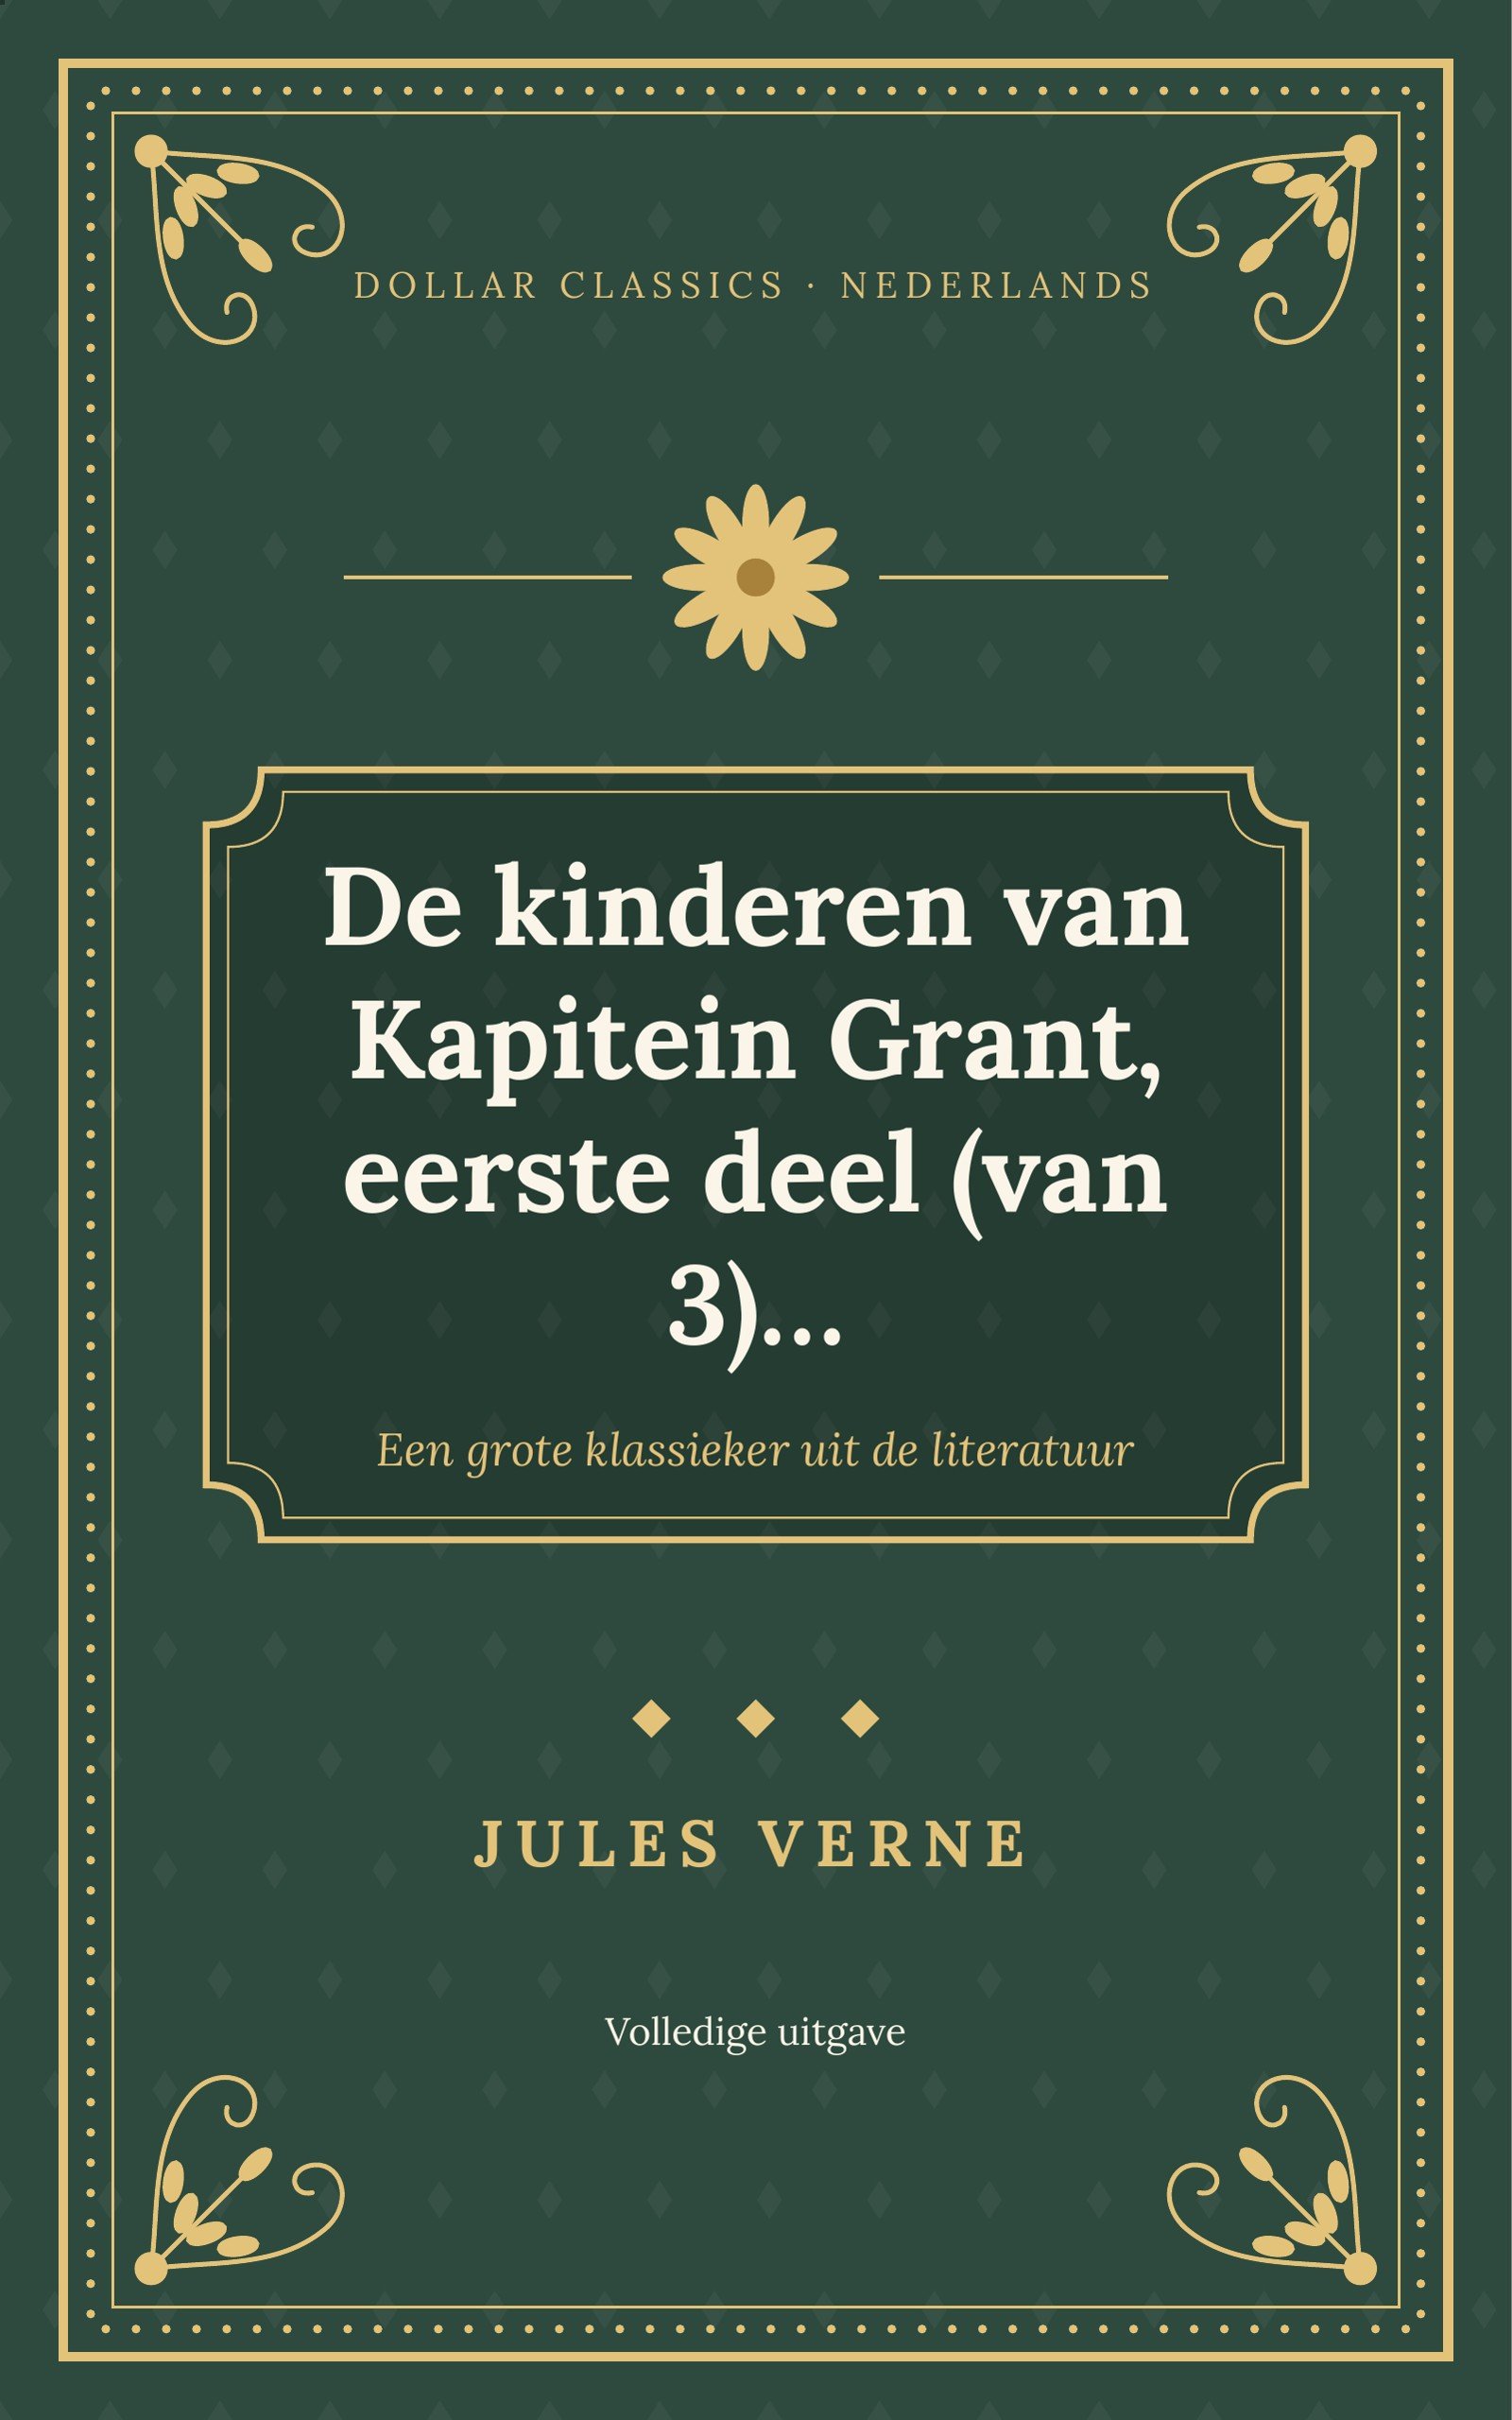 DOLLAR CLASSICS · NEDERLANDS
De kinderen van
Kapitein Grant,
eerste deel (van
3)...
Een grote klassieker uit de literatuur
JULES VERNE
Volledige uitgave